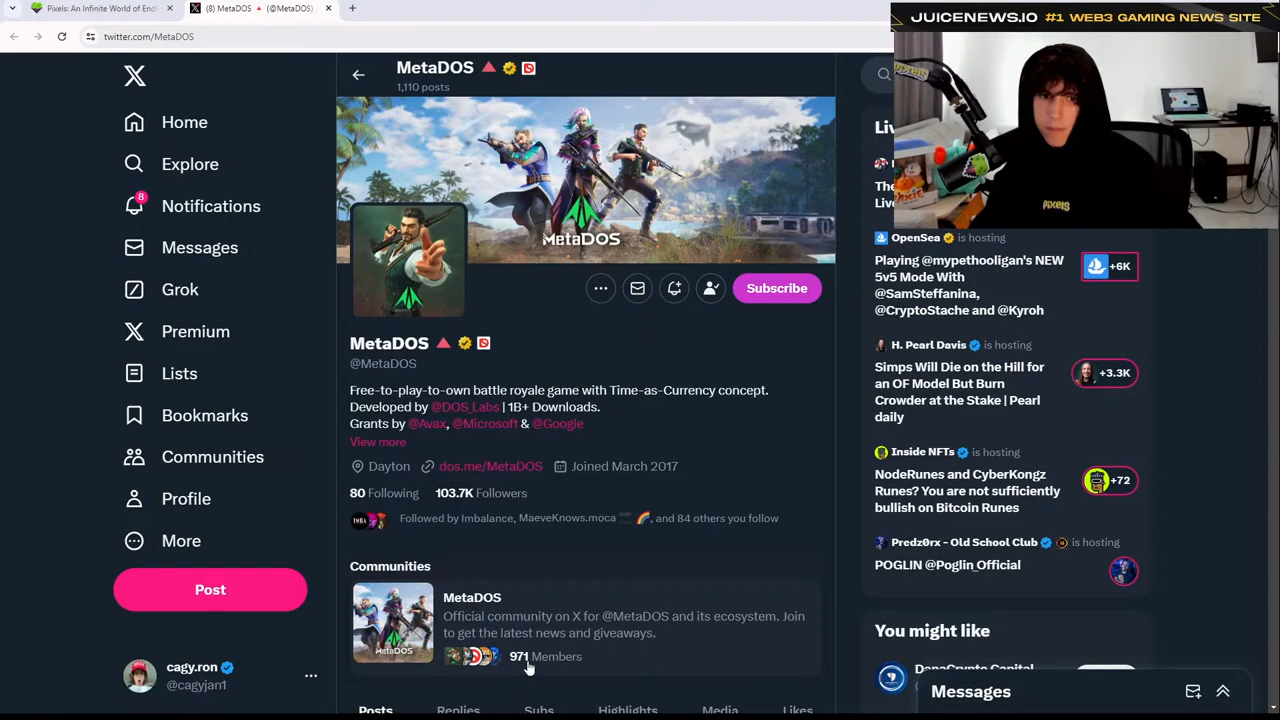 Pixels: An Infinite World of En
(8) MetaDOS 🔺 (@MetaDOS)
twitter.com/MetaDOS
JUICENEWS.IO #1 WEB3 GAMING NEWS SITE
Home
Explore
8
Notifications
Messages
Grok
Premium
Lists
Bookmarks
Communities
Profile
More
Post
cagy.ron
@cagyjan1
MetaDOS
1,110 posts
MetaDOS
Subscribe
MetaDOS
@MetaDOS
Free-to-play-to-own battle royale game with Time-as-Currency concept.
Developed by @DOS_Labs | 1B+ Downloads.
Grants by @Avax, @Microsoft & @Google
View more
Dayton dos.me/MetaDOS Joined March 2017
80 Following 103.7K Followers
Followed by Imbalance, MaeveKnows.moca 🌈, and 84 others you follow
Communities
MetaDOS
Official community on X for @MetaDOS and its ecosystem. Join
to get the latest news and giveaways.
971 Members
MetaDOS
Posts Replies Subs Highlights Media Likes
pixels
OpenSea is hosting
Playing @mypethooligan's NEW
5v5 Mode With
@SamSteffanina,
@CryptoStache and @Kyroh
+6K
H. Pearl Davis is hosting
Simps Will Die on the Hill for
an OF Model But Burn
Crowder at the Stake | Pearl
daily
+3.3K
Inside NFTs is hosting
NodeRunes and CyberKongz
Runes? You are not sufficiently
bullish on Bitcoin Runes
+72
Predz0rx - Old School Club is hosting
POGLIN @Poglin_Official
You might like
DanaCrypto Capital
Messages